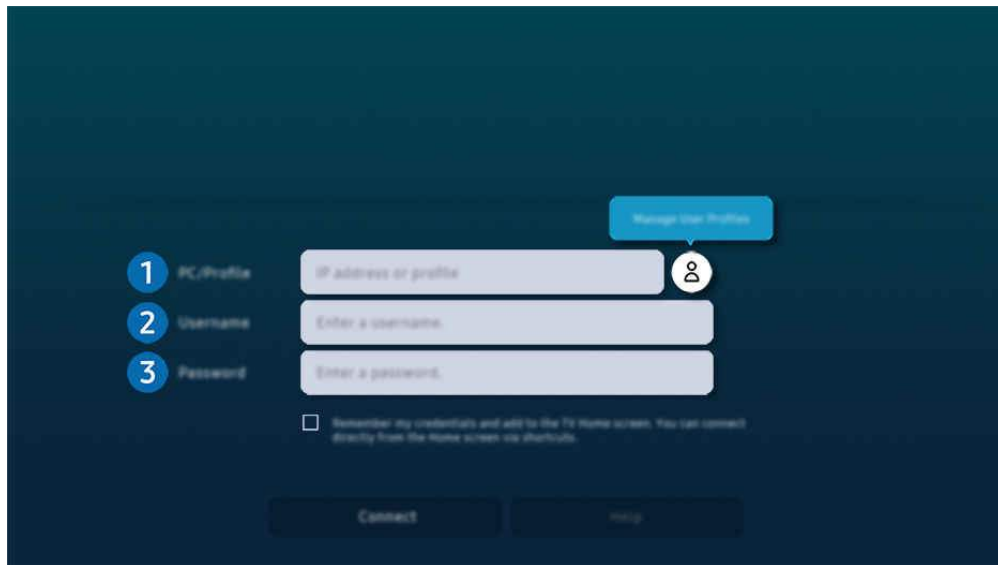 Manage User Profiles
1 PC/Profile IP address or profile
2 Username Enter a username.
3 Password Enter a password.
Remember my credentials and add to the TV Home screen. You can connect
directly from the Home screen via shortcuts.
Connect Help